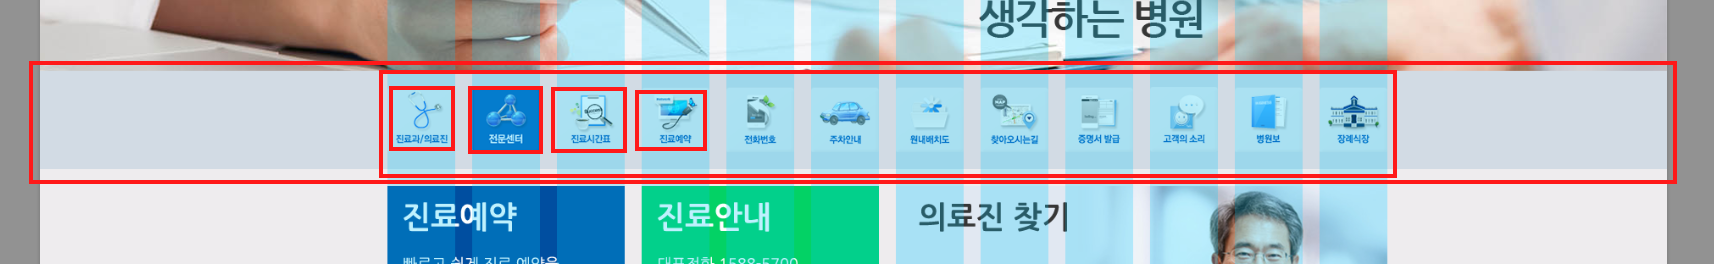 생각하는 병원
진료과/의료진
전문센터
진료시간표
진료예약
전화번호
주차안내
원내배치도
찾아오시는길
증명서 발급
고객의 소리
병원보
장례식장
MAP
진료예약
진료안내
의료진 찾기
빠르고 쉽게 진료 예약을
대표전화 1588-5700